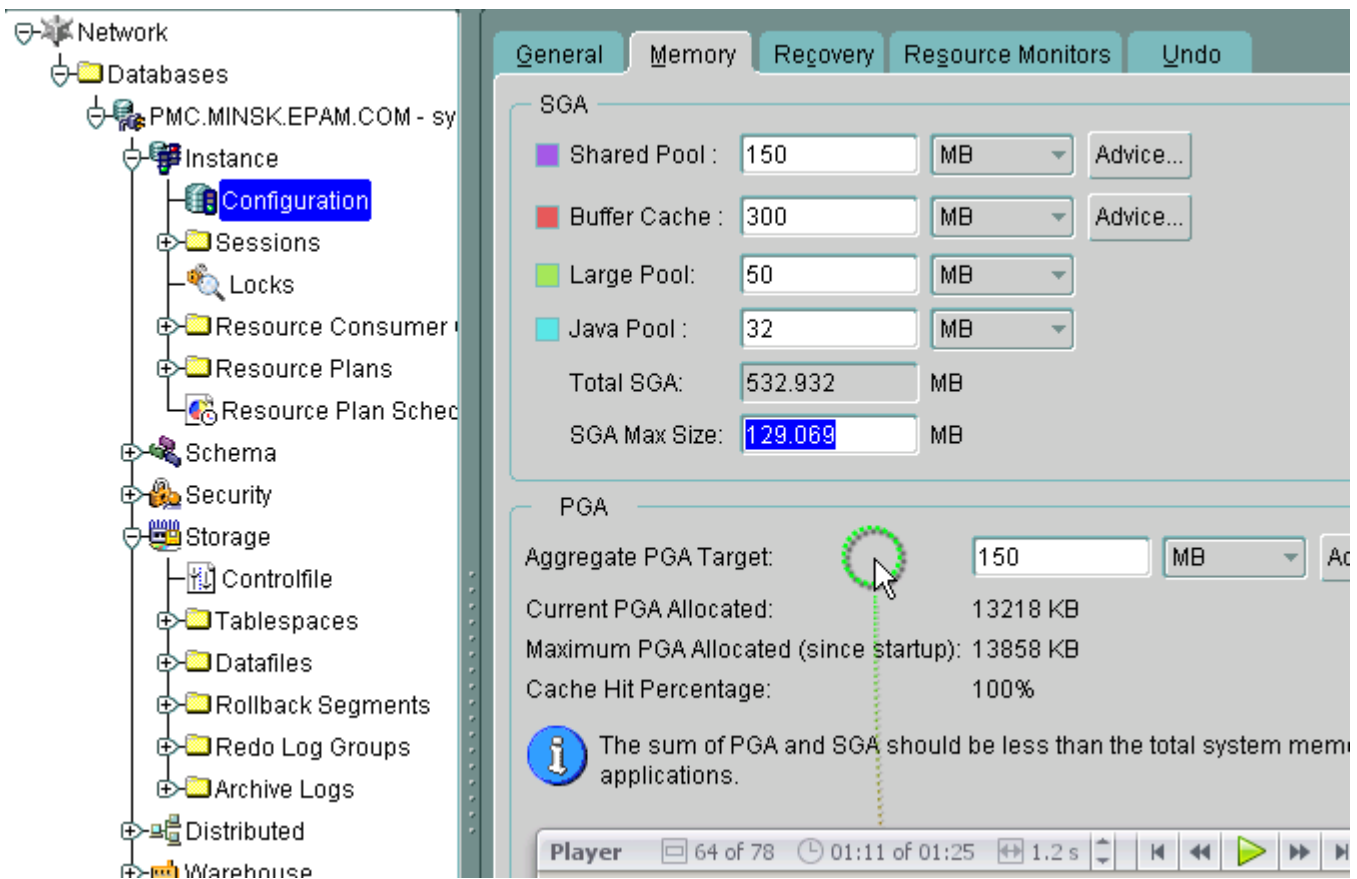 Network
Databases
PMC.MINSK.EPAM.COM - sy
Instance
Configuration
Sessions
Locks
Resource Consumer
Resource Plans
Resource Plan Sched
Schema
Security
Storage
Controlfile
Tablespaces
Datafiles
Rollback Segments
Redo Log Groups
Archive Logs
Distributed
Warehouse
General Memory Recovery Resource Monitors Undo
SGA
Shared Pool : 150 MB Advice...
Buffer Cache : 300 MB Advice...
Large Pool: 50 MB
Java Pool : 32 MB
Total SGA: 532.932 MB
SGA Max Size: 129.069 MB
PGA
Aggregate PGA Target: 150 MB Ad
Current PGA Allocated: 13218 KB
Maximum PGA Allocated (since startup): 13858 KB
Cache Hit Percentage: 100%
The sum of PGA and SGA should be less than the total system mem
applications.
Player 64 of 78 01:11 of 01:25 1.2 s